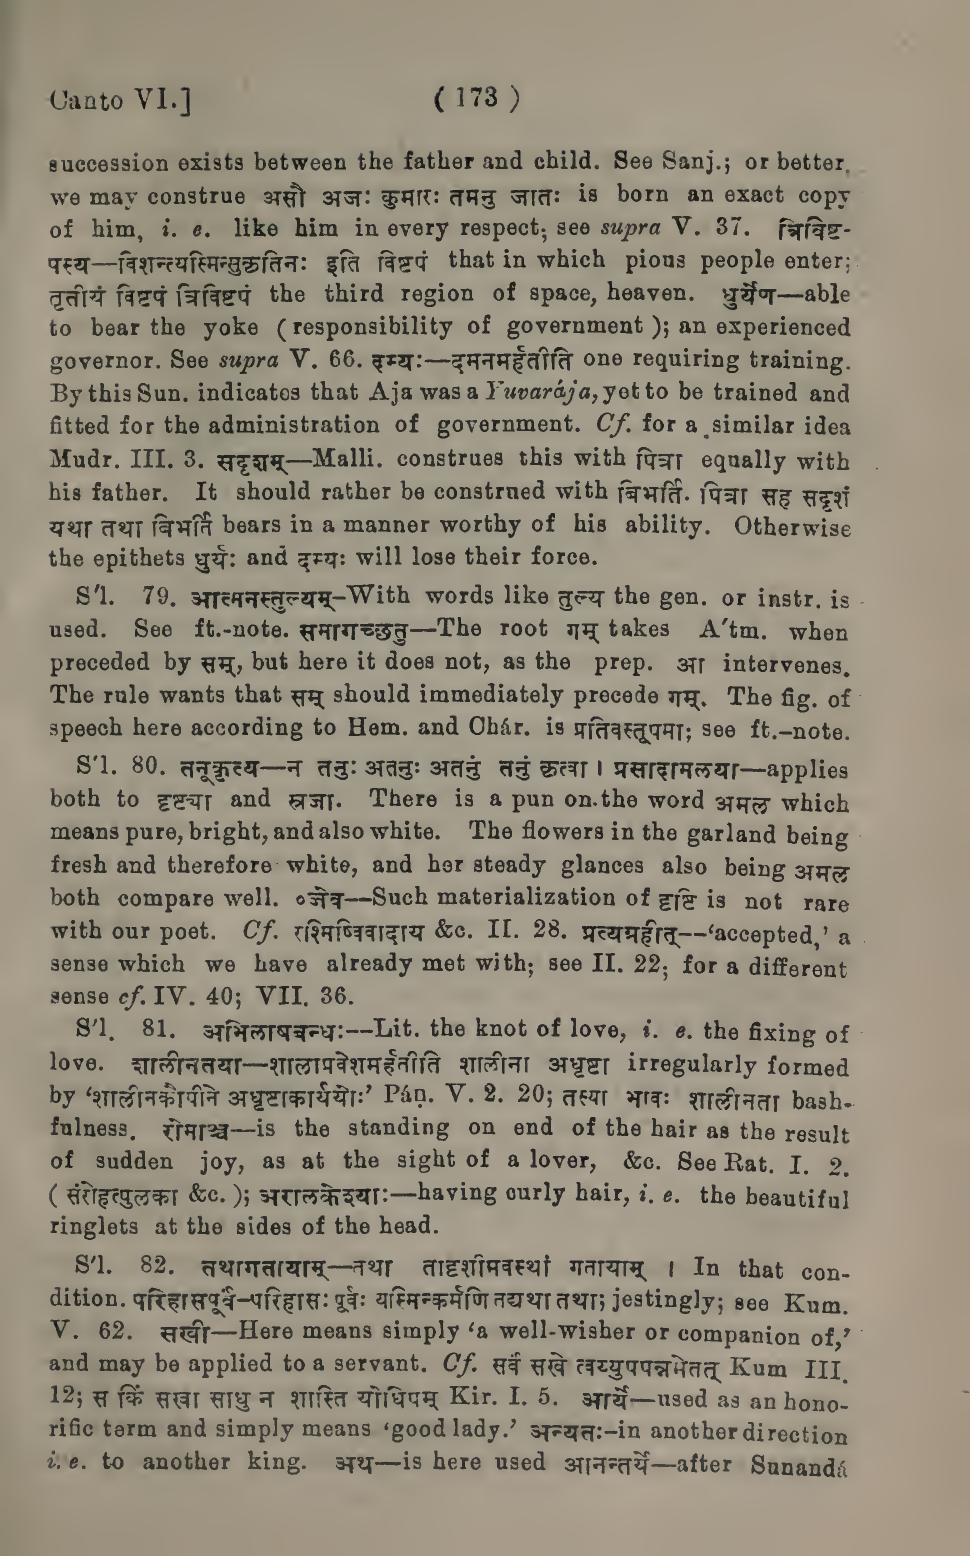 Canto VI.] ( 173 )
succession exists between the father and child. See Sanj.; or better,
we may construe असौ अजः कुमारः तमनु जातः is born an exact copy
of him, i. e. like him in every respect; see supra V. 37. त्रिविष्ट-
पस्य—विशन्त्यस्मिन्सुकृतिनः इति विष्टपं that in which pious people enter;
तृतीयं विष्टपं त्रिविष्टपं the third region of space, heaven. धुर्येण—able
to bear the yoke ( responsibility of government ); an experienced
governor. See supra V. 66. दम्यः—दमनमर्हतीति one requiring training.
By this Sun. indicates that Aja was a Yuvarája, yet to be trained and
fitted for the administration of government. Cf. for a similar idea
Mudr. III. 3. सदृशम्—Malli. construes this with पित्रा equally with
his father. It should rather be construed with बिभर्ति. पित्रा सह सदृशं
यथा तथा बिभर्ति bears in a manner worthy of his ability. Otherwise
the epithets धुर्यः and दम्यः will lose their force.
S'l. 79. आत्मनस्तुल्यम्–With words like तुल्य the gen. or instr. is
used. See ft.-note. समागच्छतु—The root गम् takes A'tm. when
preceded by सम्, but here it does not, as the prep. आ intervenes.
The rule wants that सम् should immediately precede गम्. The fig. of
speech here according to Hem. and Chár. is प्रतिवस्तूपमा; see ft.–note.
S'l. 80. तनूकृत्य—न तनुः अतनुः अतनुं तनुं कृत्वा । प्रसादामलया—applies
both to दृष्ट्या and स्रजा. There is a pun on the word अमल which
means pure, bright, and also white. The flowers in the garland being
fresh and therefore white, and her steady glances also being अमल
both compare well. ०जेव—Such materialization of दृष्टि is not rare
with our poet. Cf. रश्मिष्विवादाय &c. II. 28. प्रत्यग्रहीत्--‘accepted,’ a
sense which we have already met with; see II. 22; for a different
sense cf. IV. 40; VII. 36.
S'l. 81. अभिलाषबन्धः--Lit. the knot of love, i. e. the fixing of
love. शालीनतया—शालाप्रवेशमर्हतीति शालीना अधृष्टा irregularly formed
by ‘शालीनकौपीने अधृष्टाकार्ययोः’ Páṇ. V. 2. 20; तस्या भावः शालीनता bash-
fulness. रोमाञ्च—is the standing on end of the hair as the result
of sudden joy, as at the sight of a lover, &c. See Rat. I. 2.
( संरोहत्पुलका &c. ); अरालकेश्याः—having curly hair, i. e. the beautiful
ringlets at the sides of the head.
S'l. 82. तथागतायाम्—तथा तादृशीमवस्थां गतायाम् । In that con-
dition. परिहासपूर्वं–परिहासः पूर्वः यस्मिन्कर्मणि तद्यथा तथा; jestingly; see Kum.
V. 62. सखी—Here means simply ‘a well-wisher or companion of,’
and may be applied to a servant. Cf. सर्वं सखे त्वय्युपपन्नमेतत् Kum III.
12; स किं सखा साधु न शास्ति योधिपम् Kir. I. 5. आर्ये—used as an hono-
rific term and simply means ‘good lady.’ अन्यतः–in another direction
i. e. to another king. अथ—is here used आनन्तर्ये—after Sunandá